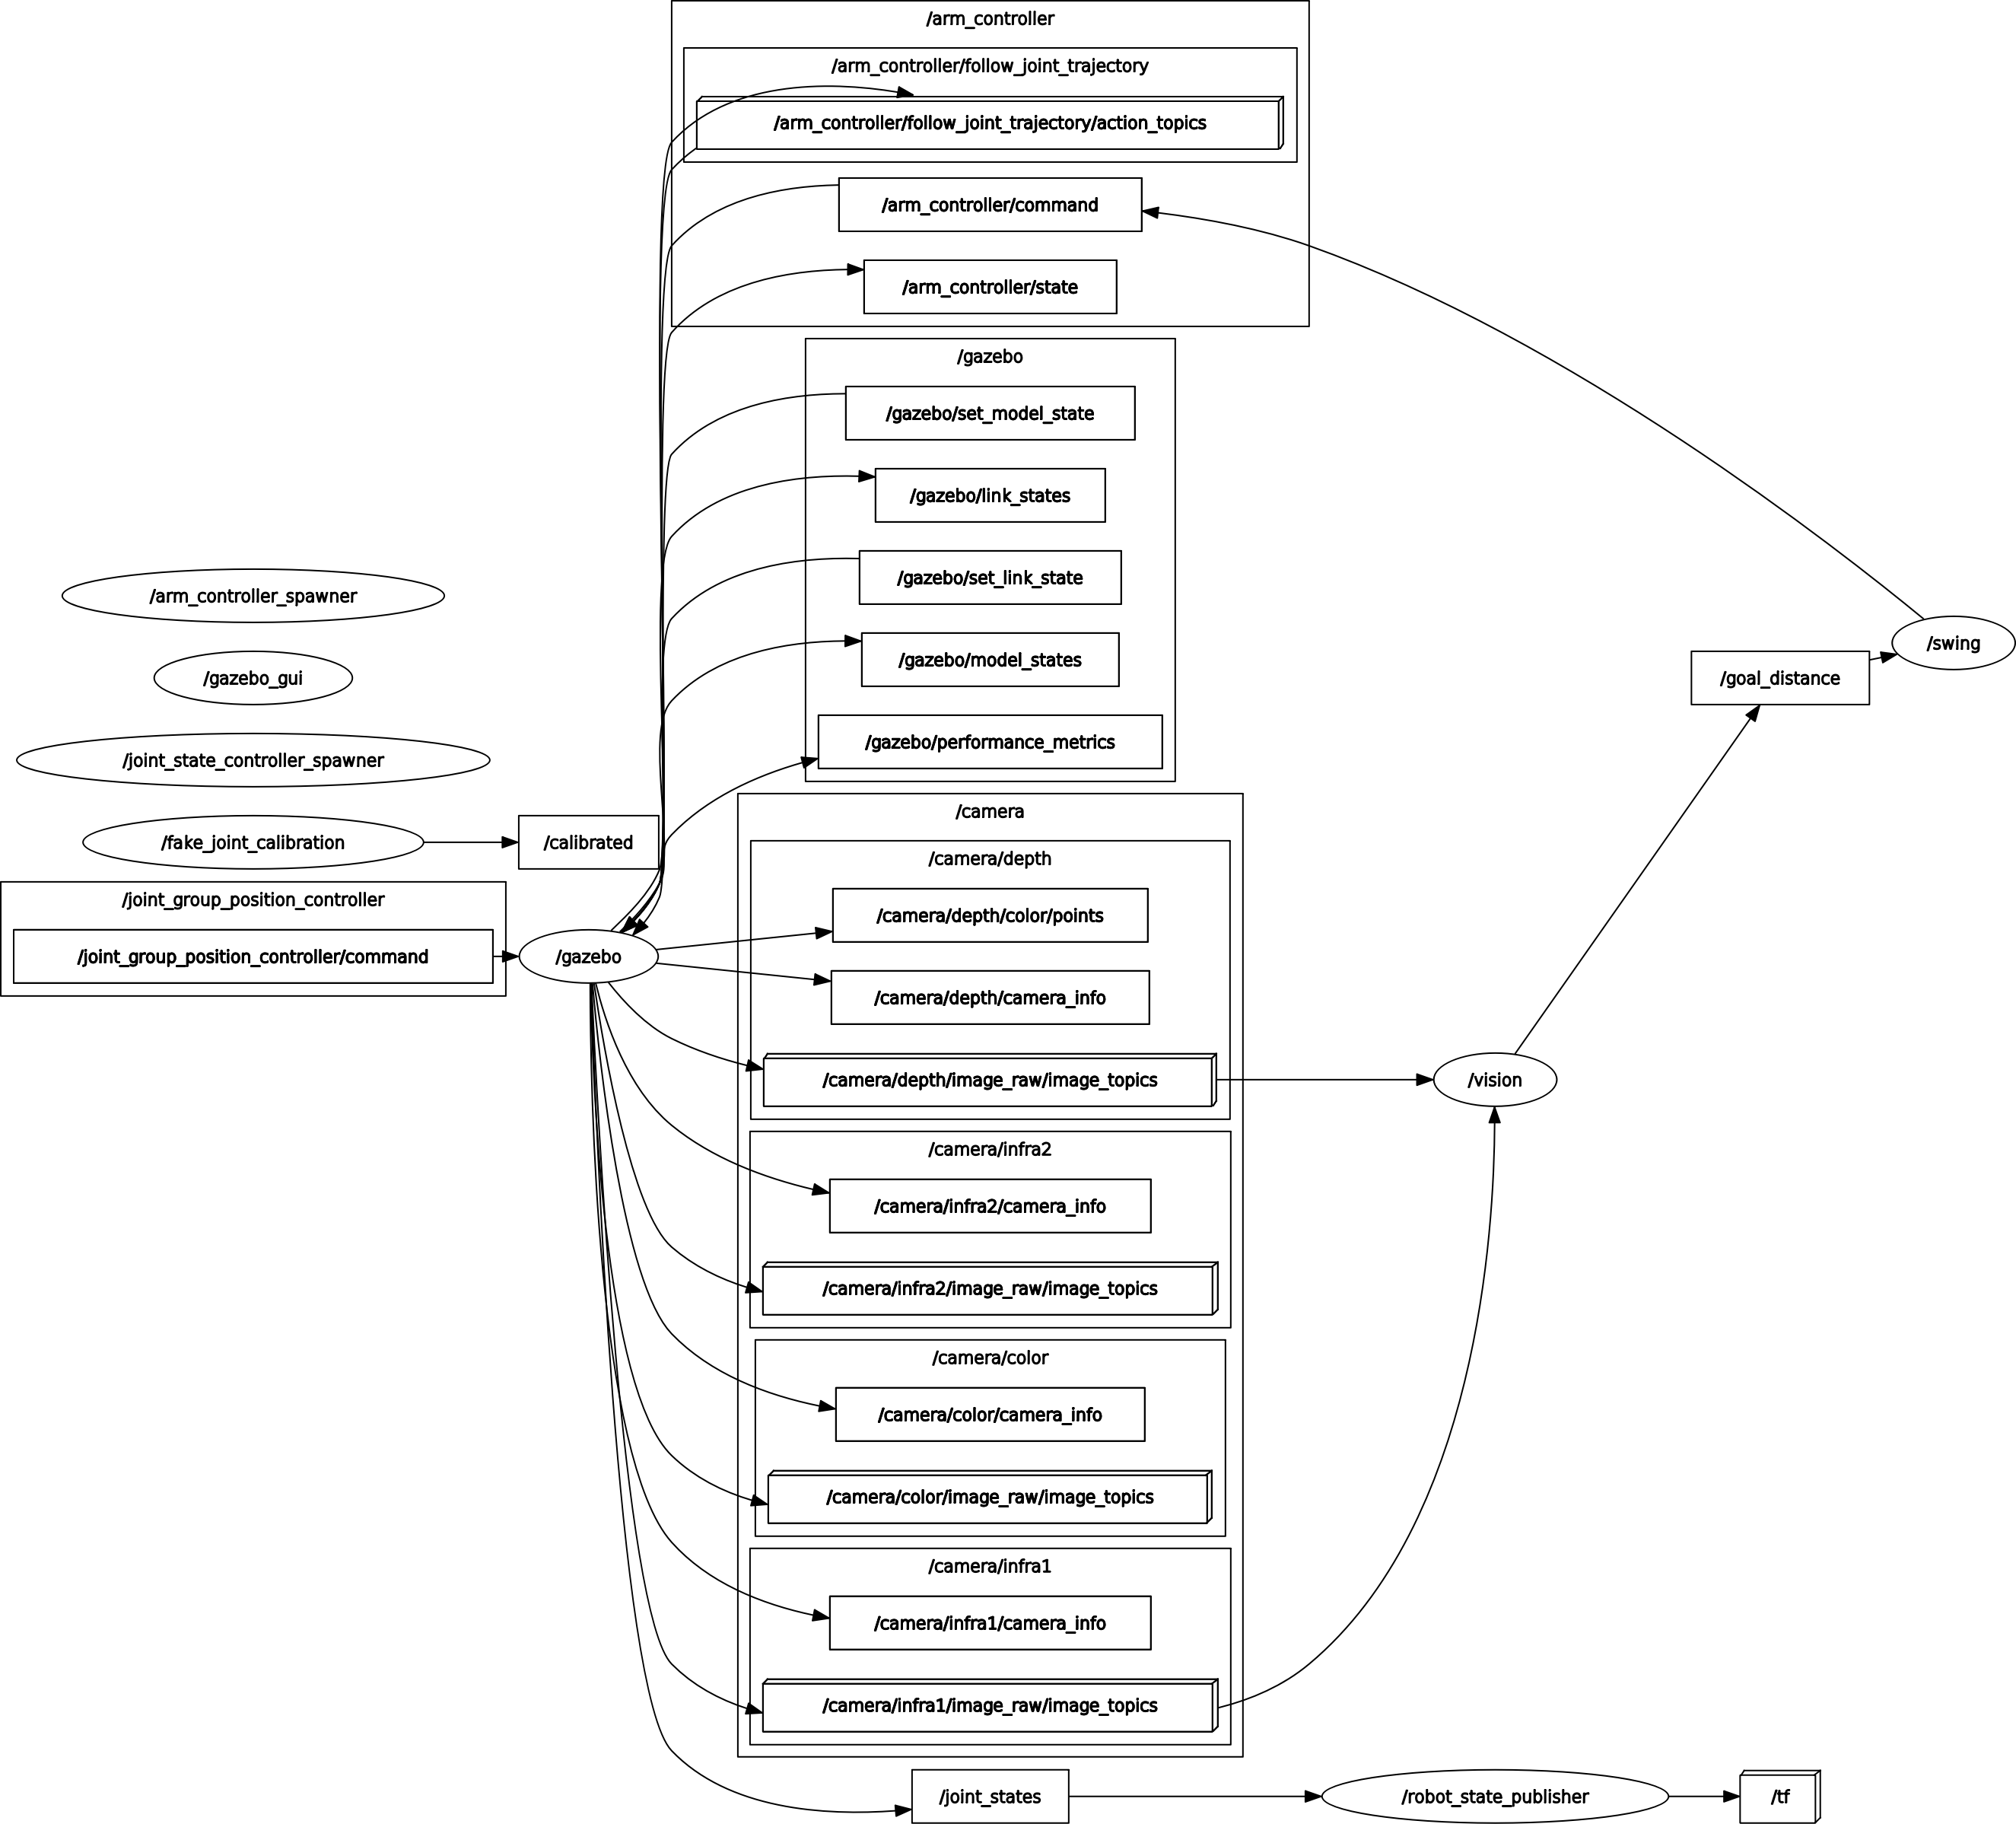 /arm_controller
/arm_controller/follow_joint_trajectory
/arm_controller/follow_joint_trajectory/action_topics
/arm_controller/command
/arm_controller/state
/gazebo
/gazebo/set_model_state
/gazebo/link_states
/gazebo/set_link_state
/gazebo/model_states
/gazebo/performance_metrics
/arm_controller_spawner
/gazebo_gui
/joint_state_controller_spawner
/fake_joint_calibration
/calibrated
/joint_group_position_controller
/joint_group_position_controller/command
/gazebo
/camera
/camera/depth
/camera/depth/color/points
/camera/depth/camera_info
/camera/depth/image_raw/image_topics
/camera/infra2
/camera/infra2/camera_info
/camera/infra2/image_raw/image_topics
/camera/color
/camera/color/camera_info
/camera/color/image_raw/image_topics
/camera/infra1
/camera/infra1/camera_info
/camera/infra1/image_raw/image_topics
/vision
/goal_distance
/swing
/joint_states
/robot_state_publisher
/tf